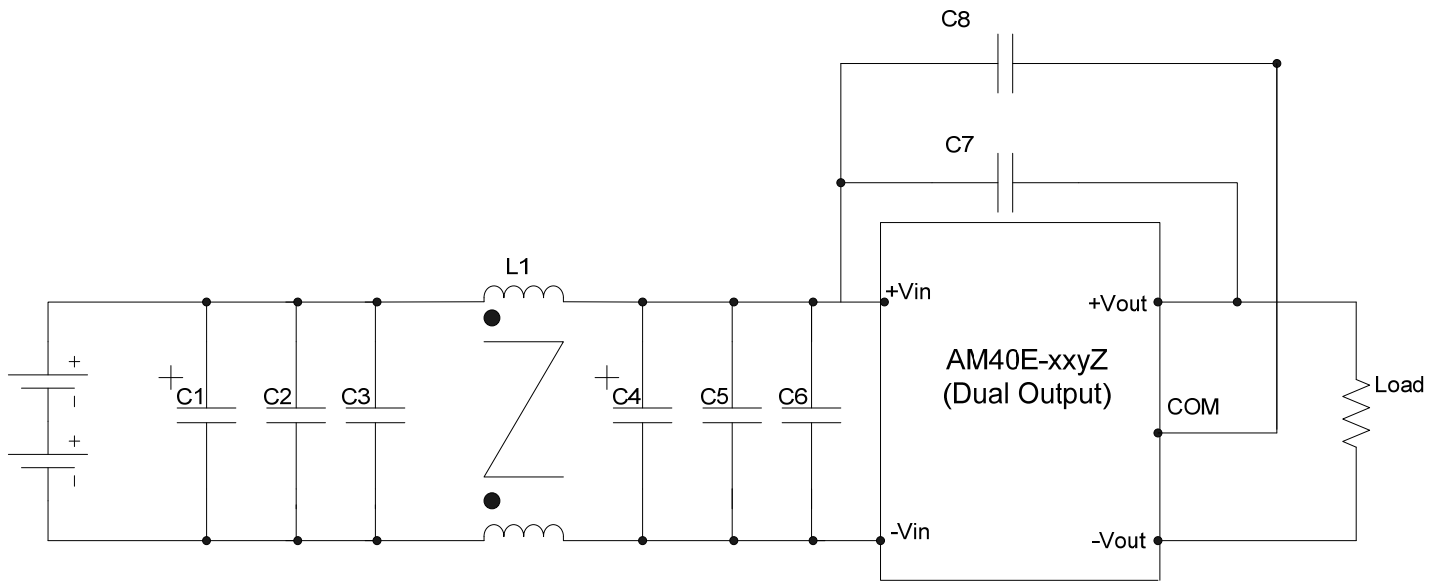 C8
C7
L1
+Vin
+Vout
AM40E-xxyZ
(Dual Output)
Load
COM
+
-
+
-
+
C1
C2
C3
+
C4
C5
C6
-Vin
-Vout